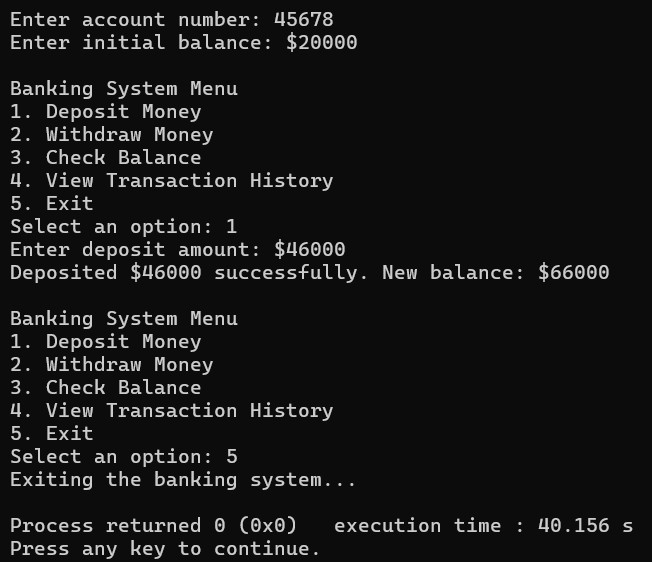 Enter account number: 45678
Enter initial balance: $20000

Banking System Menu
1. Deposit Money
2. Withdraw Money
3. Check Balance
4. View Transaction History
5. Exit
Select an option: 1
Enter deposit amount: $46000
Deposited $46000 successfully. New balance: $66000

Banking System Menu
1. Deposit Money
2. Withdraw Money
3. Check Balance
4. View Transaction History
5. Exit
Select an option: 5
Exiting the banking system...

Process returned 0 (0x0)   execution time : 40.156 s
Press any key to continue.